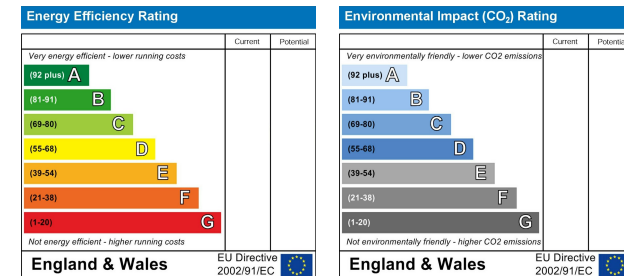 Energy Efficiency Rating
Current Potential
Very energy efficient - lower running costs
(92 plus) A
(81-91) B
(69-80) C
(55-68) D
(39-54) E
(21-38) F
(1-20) G
Not energy efficient - higher running costs
England & Wales
EU Directive
2002/91/EC
Environmental Impact (CO₂) Rating
Current Potential
Very environmentally friendly - lower CO2 emissions
(92 plus) A
(81-91) B
(69-80) C
(55-68) D
(39-54) E
(21-38) F
(1-20) G
Not environmentally friendly - higher CO2 emissions
England & Wales
EU Directive
2002/91/EC